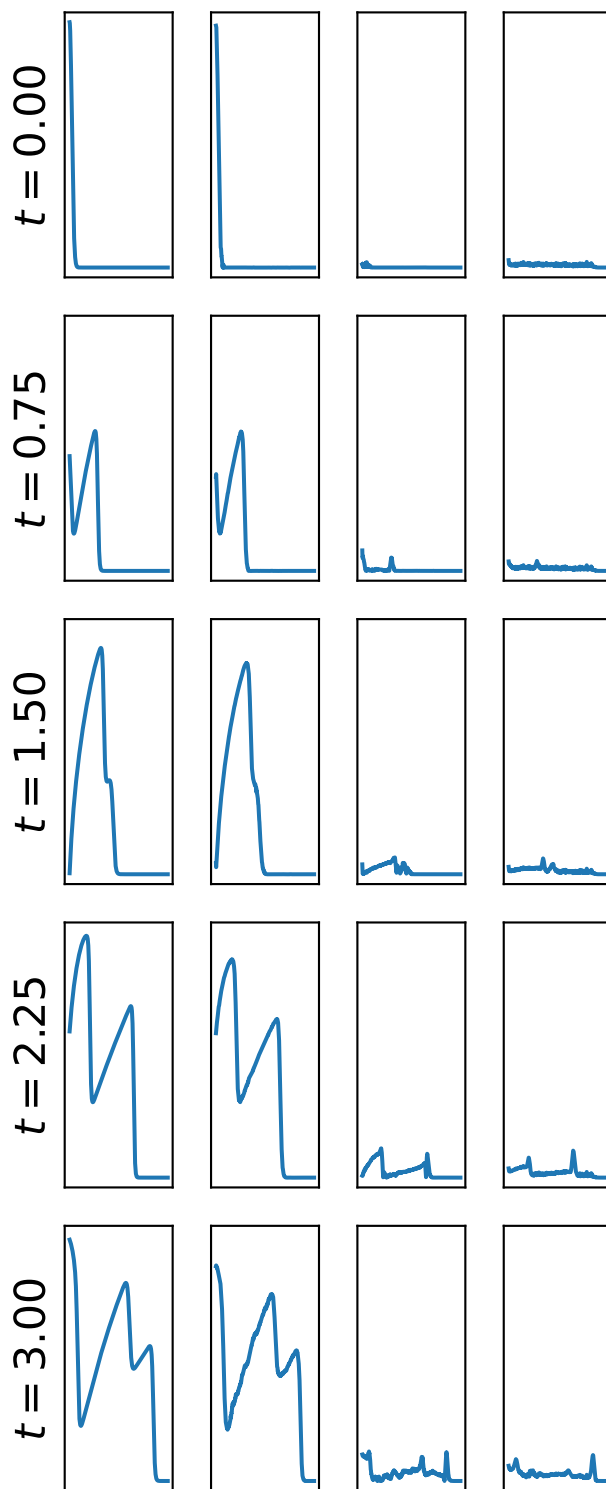 t = 0.00
t = 0.75
t = 1.50
t = 2.25
t = 3.00